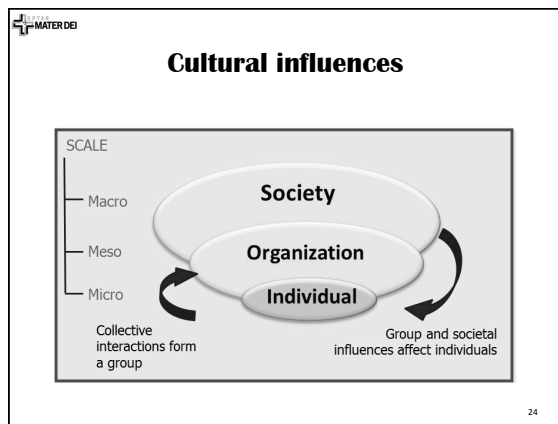 SPTAR
MATER DEI
Cultural influences
SCALE
Macro
Meso
Micro
Society
Organization
Individual
Collective
interactions form
a group
Group and societal
influences affect individuals
24